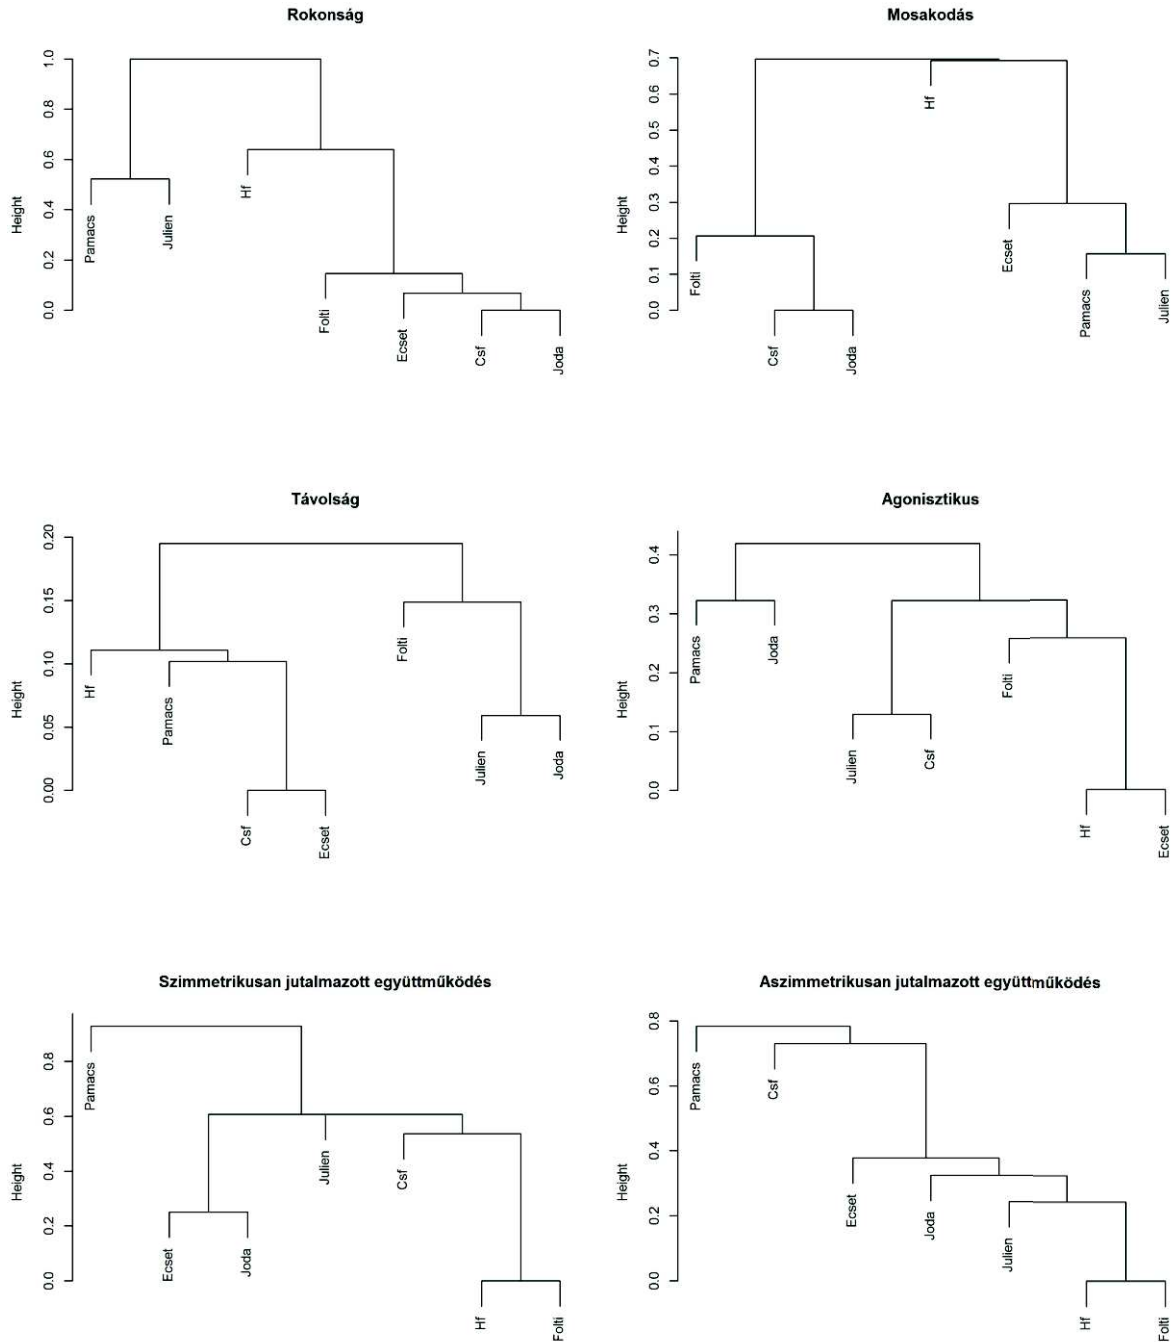 Rokonság
Height
0.0
0.2
0.4
0.6
0.8
1.0
Pamacs
Julien
Hf
Folti
Ecset
Csf
Joda
Mosakodás
Height
0.0
0.1
0.2
0.3
0.4
0.5
0.6
0.7
Folti
Csf
Joda
Hf
Ecset
Pamacs
Julien
Távolság
Height
0.00
0.05
0.10
0.15
0.20
Hf
Pamacs
Csf
Ecset
Folti
Julien
Joda
Agonisztikus
Height
0.0
0.1
0.2
0.3
0.4
Pamacs
Joda
Julien
Csf
Folti
Hf
Ecset
Szimmetrikusan jutalmazott együttműködés
Height
0.0
0.2
0.4
0.6
0.8
Pamacs
Ecset
Joda
Julien
Csf
Hf
Folti
Aszimmetrikusan jutalmazott együttműködés
Height
0.0
0.2
0.4
0.6
0.8
Pamacs
Csf
Ecset
Joda
Julien
Hf
Folti